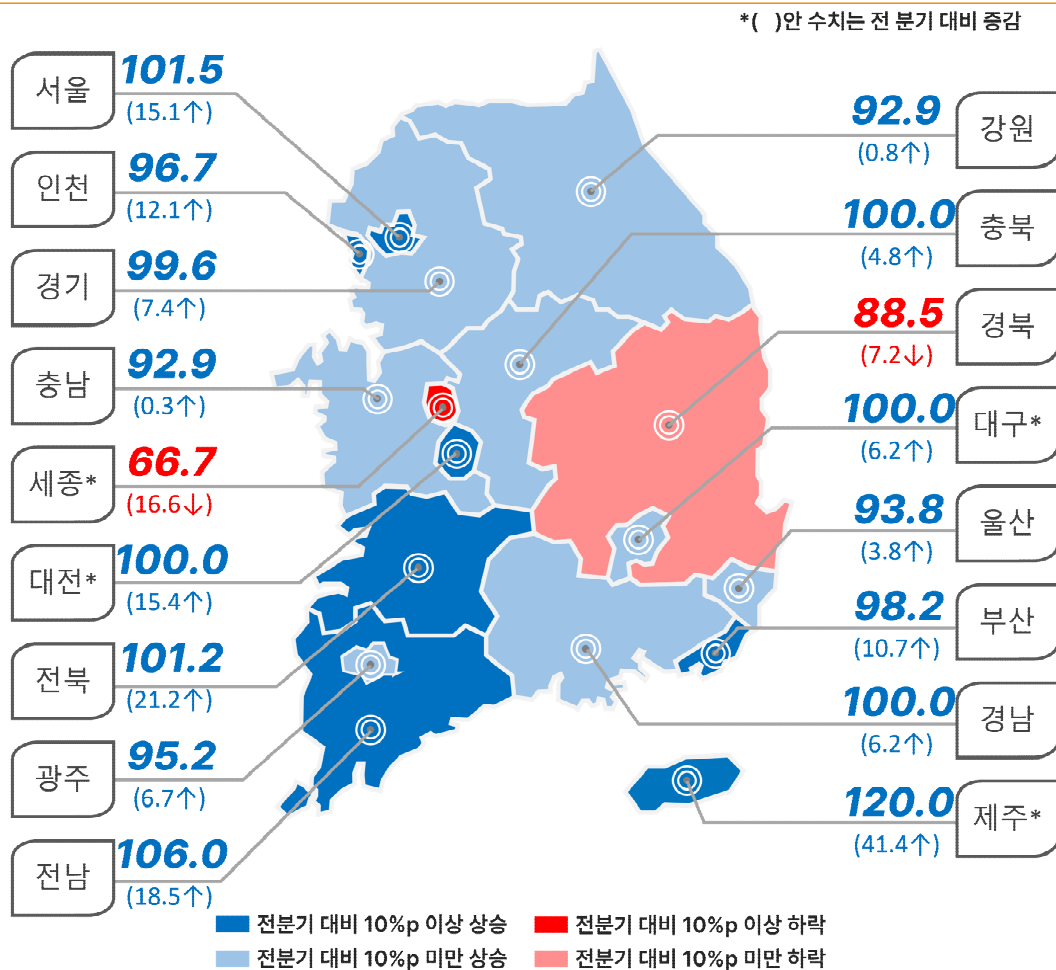 *( )안 수치는 전 분기 대비 증감
서울
101.5
(15.1↑)
인천
96.7
(12.1↑)
경기
99.6
(7.4↑)
충남
92.9
(0.3↑)
세종*
66.7
(16.6↓)
대전*
100.0
(15.4↑)
전북
101.2
(21.2↑)
광주
95.2
(6.7↑)
전남
106.0
(18.5↑)
92.9
(0.8↑)
강원
100.0
(4.8↑)
충북
88.5
(7.2↓)
경북
100.0
(6.2↑)
대구*
93.8
(3.8↑)
울산
98.2
(10.7↑)
부산
100.0
(6.2↑)
경남
120.0
(41.4↑)
제주*
전분기 대비 10%p 이상 상승 전분기 대비 10%p 이상 하락
전분기 대비 10%p 미만 상승 전분기 대비 10%p 미만 하락